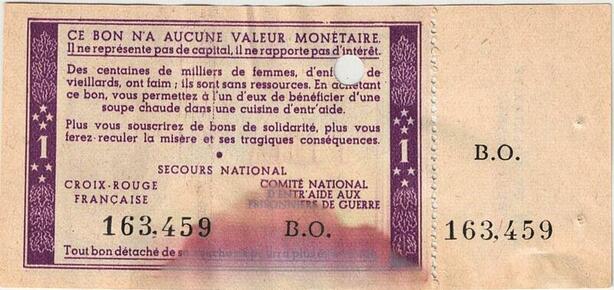 CE BON N'A AUCUNE VALEUR MONÉTAIRE.
Il ne représente pas de capital, il ne rapporte pas d'intérêt.
Des centaines de milliers de femmes, de
vieillards, ont faim ; ils sont sans ressources. En achetant
ce bon, vous permettez à l'un d'eux de bénéficier d'une
soupe chaude dans une cuisine d'entr'aide.
Plus vous souscrirez de bons de solidarité, plus vous
ferez reculer la misère et ses tragiques conséquences.
SECOURS NATIONAL
CROIX-ROUGE FRANÇAISE
COMITÉ NATIONAL D'ENTR'AIDE AUX PRISONNIERS DE GUERRE
1 1
B.O.
163,459 B.O. 163,459
Tout bon détaché de